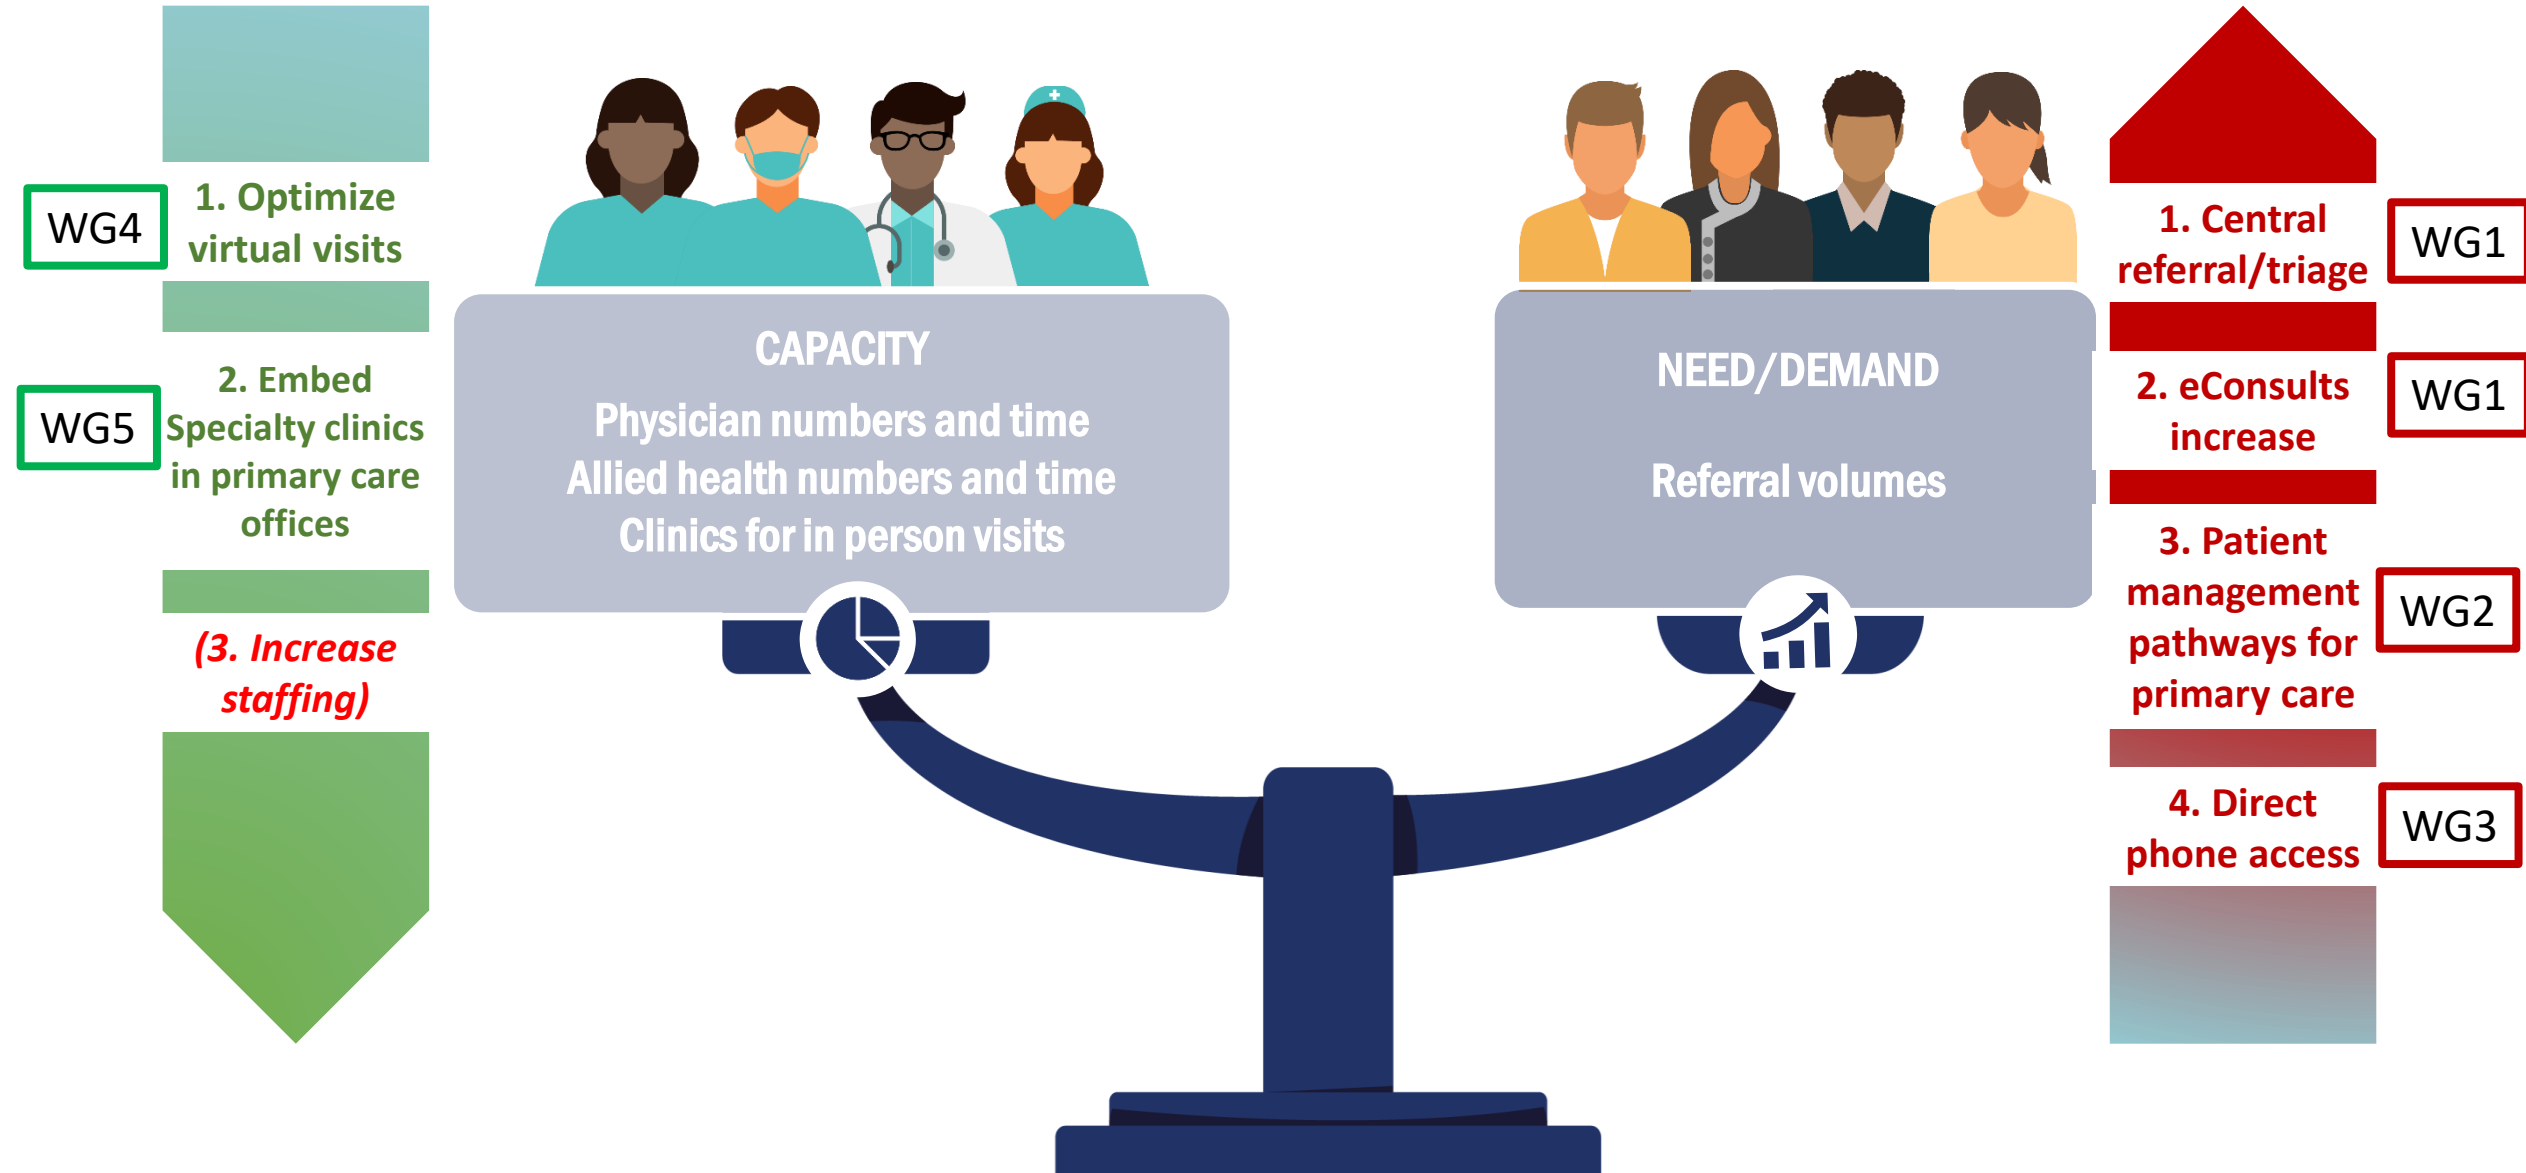 WG4
1. Optimize
virtual visits
WG5
2. Embed
Specialty clinics
in primary care
offices
(3. Increase
staffing)
CAPACITY
Physician numbers and time
Allied health numbers and time
Clinics for in person visits
NEED/DEMAND
Referral volumes
1. Central
referral/triage
WG1
2. eConsults
increase
WG1
3. Patient
management
pathways for
primary care
WG2
4. Direct
phone access
WG3